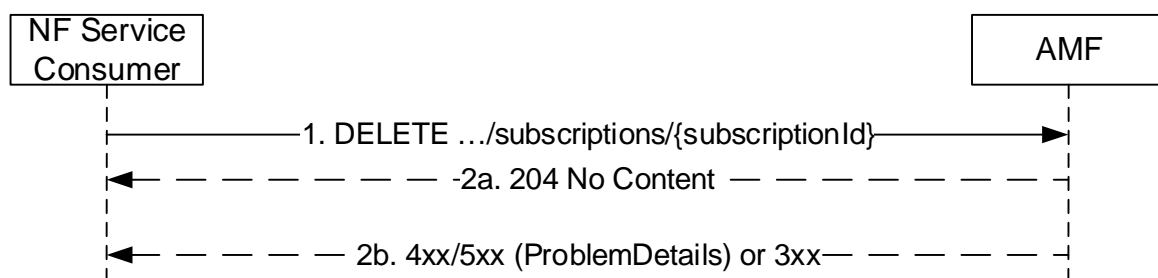 NF Service
Consumer
AMF
1. DELETE …/subscriptions/{subscriptionId}
2a. 204 No Content
2b. 4xx/5xx (ProblemDetails) or 3xx